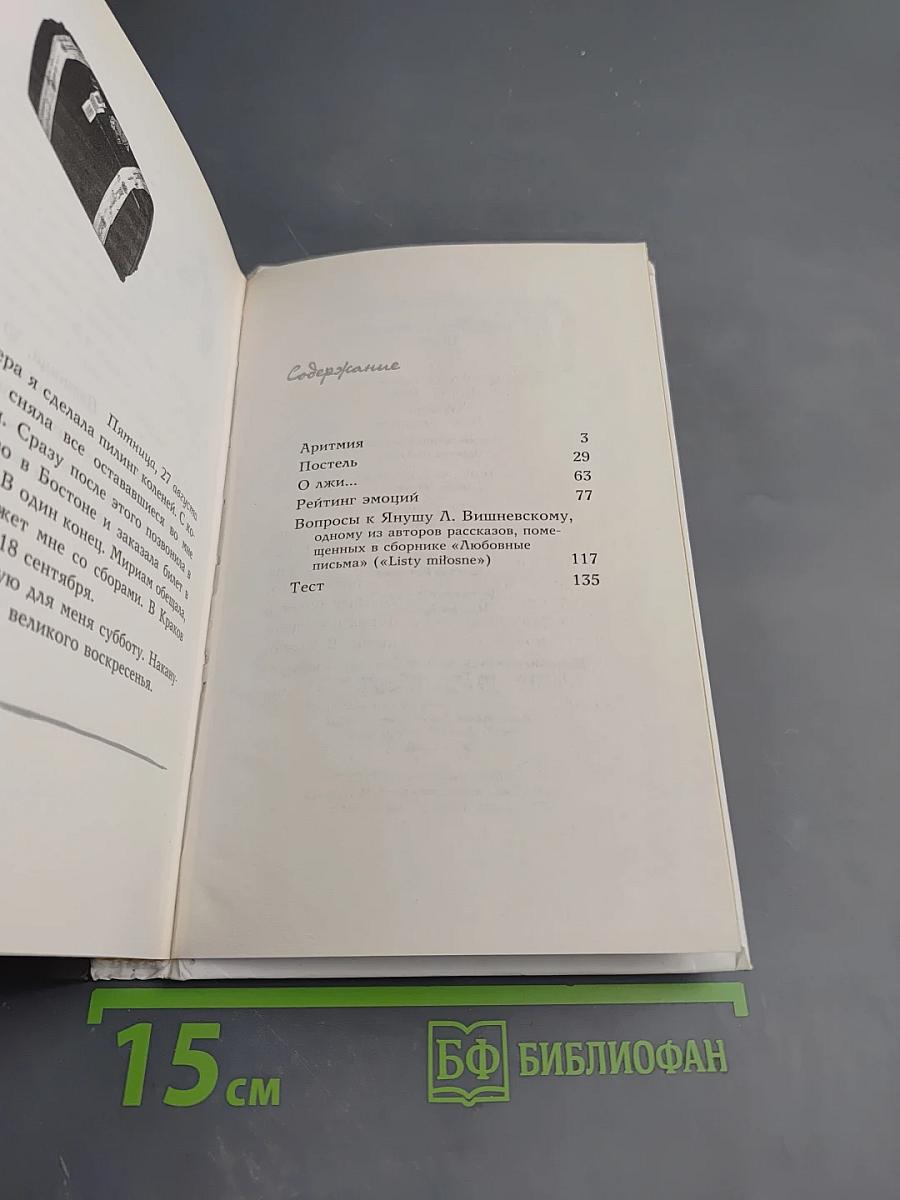 Пятница, 27 августа
ера я сделала пилинг коленей. С
сняла все остававшиеся во мне
Сразу после этого позвонила в
в Бостоне и заказала билет в
В один конец. Мириам обещала,
жет мне со сборами. В Краков
18 сентября.
ую для меня субботу. Накану-
великого воскресенья.
Содержание
Аритмия 3
Постель 29
О лжи... 63
Рейтинг эмоций 77
Вопросы к Янушу Л. Вишневскому,
одному из авторов рассказов, поме-
щенных в сборнике «Любовные
письма» («Listy miłosne») 117
Тест 135
15 см
БФ БИБЛИОФАН